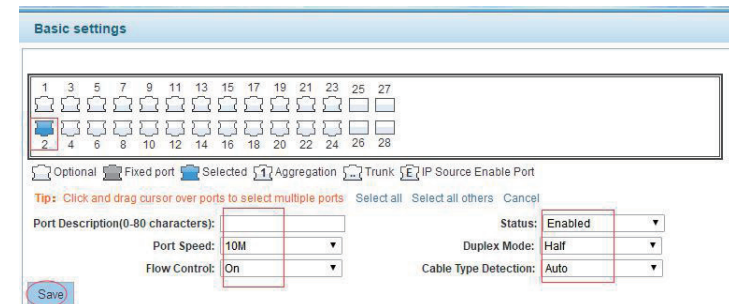 Basic settings
1 3 5 7 9 11 13 15 17 19 21 23 25 27
2 4 6 8 10 12 14 16 18 20 22 24 26 28
Optional Fixed port Selected 1 Aggregation ... Trunk E IP Source Enable Port
Tip: Click and drag cursor over ports to select multiple ports Select all Select all others Cancel
Port Description(0-80 characters): Status: Enabled
Port Speed: 10M Duplex Mode: Half
Flow Control: On Cable Type Detection: Auto
Save